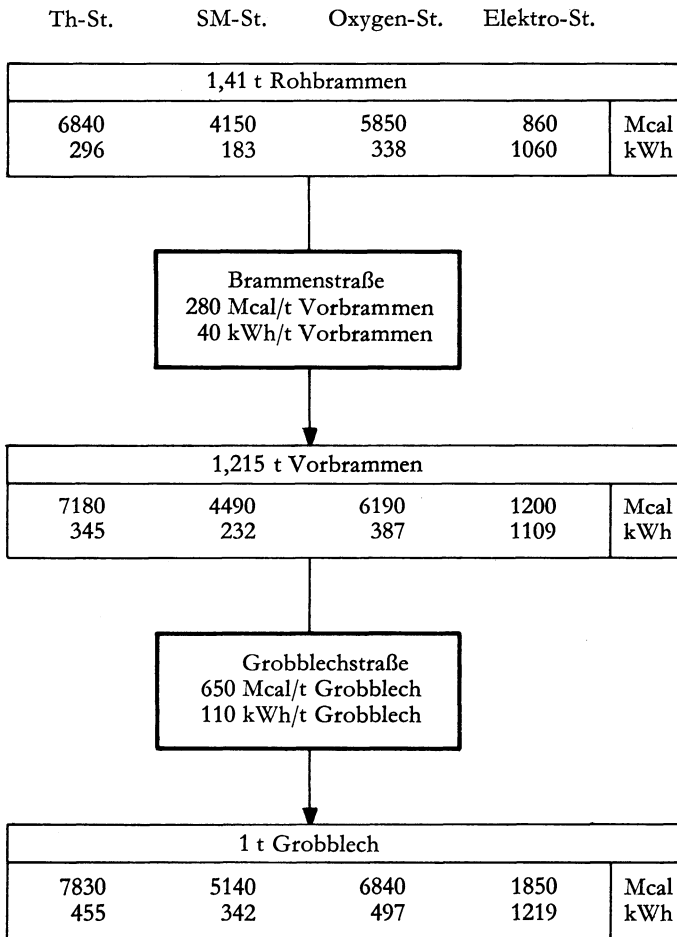 Th-St. SM-St. Oxygen-St. Elektro-St.
1,41 t Rohbrammen
6840 4150 5850 860 Mcal
296 183 338 1060 kWh
Brammenstraße
280 Mcal/t Vorbrammen
40 kWh/t Vorbrammen
1,215 t Vorbrammen
7180 4490 6190 1200 Mcal
345 232 387 1109 kWh
Grobblechstraße
650 Mcal/t Grobblech
110 kWh/t Grobblech
1 t Grobblech
7830 5140 6840 1850 Mcal
455 342 497 1219 kWh